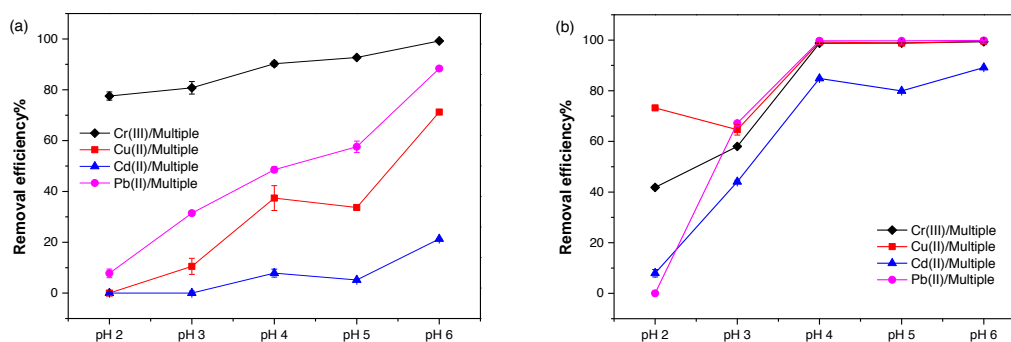 (a)
Removal efficiency%
100
80
60
40
20
0
Cr(III)/Multiple
Cu(II)/Multiple
Cd(II)/Multiple
Pb(II)/Multiple
pH 2 pH 3 pH 4 pH 5 pH 6
(b)
Removal efficiency%
100
80
60
40
20
0
Cr(III)/Multiple
Cu(II)/Multiple
Cd(II)/Multiple
Pb(II)/Multiple
pH 2 pH 3 pH 4 pH 5 pH 6